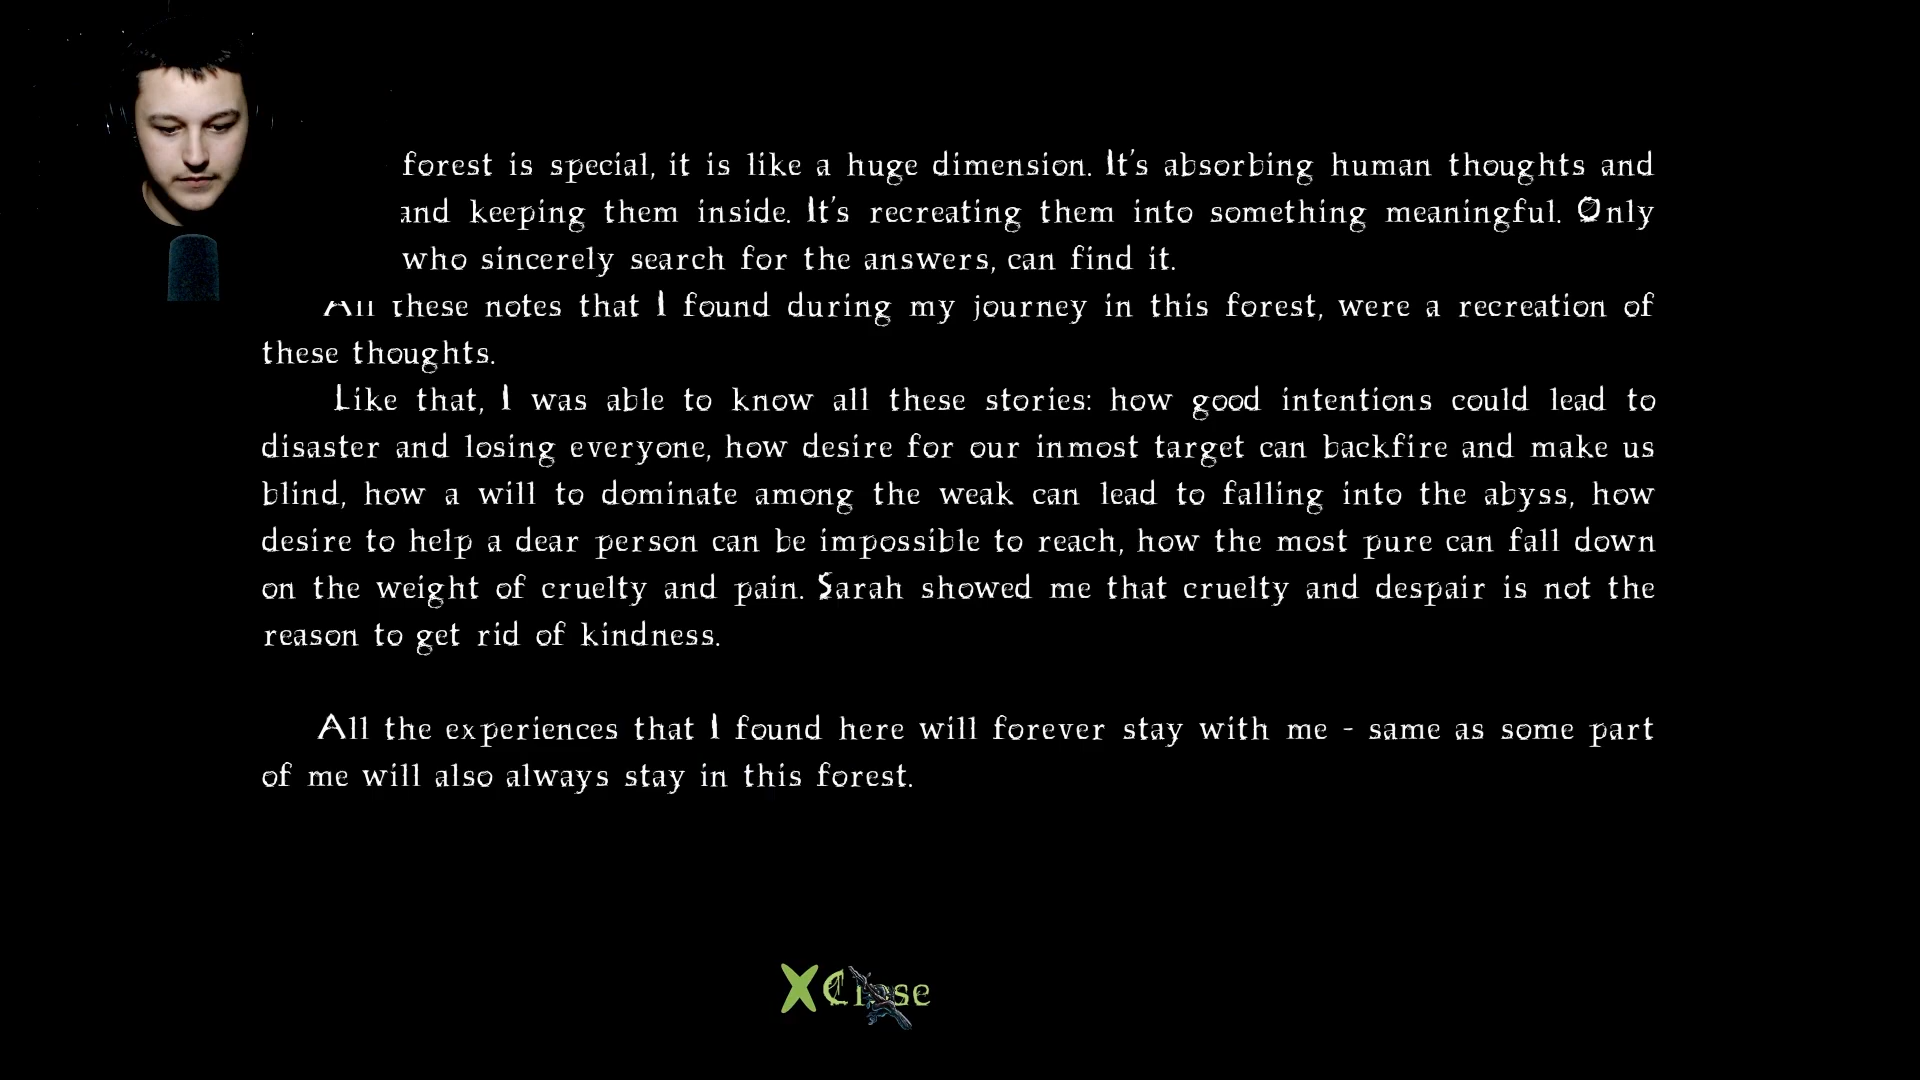 forest is special, it is like a huge dimension. It's absorbing human thoughts and
and keeping them inside. It's recreating them into something meaningful. Only
who sincerely search for the answers, can find it.
All these notes that I found during my journey in this forest, were a recreation of
these thoughts.
Like that, I was able to know all these stories: how good intentions could lead to
disaster and losing everyone, how desire for our inmost target can backfire and make us
blind, how a will to dominate among the weak can lead to falling into the abyss, how
desire to help a dear person can be impossible to reach, how the most pure can fall down
on the weight of cruelty and pain. Sarah showed me that cruelty and despair is not the
reason to get rid of kindness.
All the experiences that I found here will forever stay with me - same as some part
of me will also always stay in this forest.
X Close